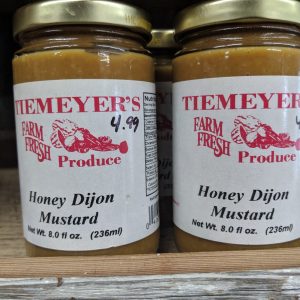 TIEMEYER'S
4.99
FARM
FRESH
Produce
Honey Dijon
Mustard
Net Wt. 8.0 fl oz. (236ml)
TIEMEYER'S
FARM
FRESH
Produce
Honey Dijon
Mustard
Net Wt. 8.0 fl oz. (236ml)